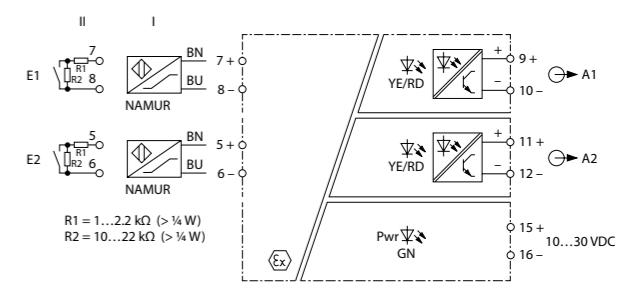 II I
E1 7 R1 R2 8 BN 7 + BU 8 – NAMUR
YE/RD + 9 + – 10 – A1
E2 5 R1 R2 6 BN 5 + BU 6 – NAMUR
YE/RD + 11 + – 12 – A2
R1 = 1…2.2 kΩ (> ¼ W)
R2 = 10…22 kΩ (> ¼ W)
Ex
Pwr GN
15 +
10…30 VDC
16 –